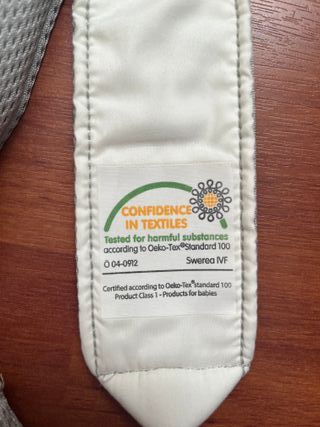 CONFIDENCE
IN TEXTILES
Tested for harmful substances
according to Oeko-Tex®Standard 100
Ö 04-0912 Swerea IVF
Certified according to Oeko-Tex®standard 100
Product Class 1 - Products for babies